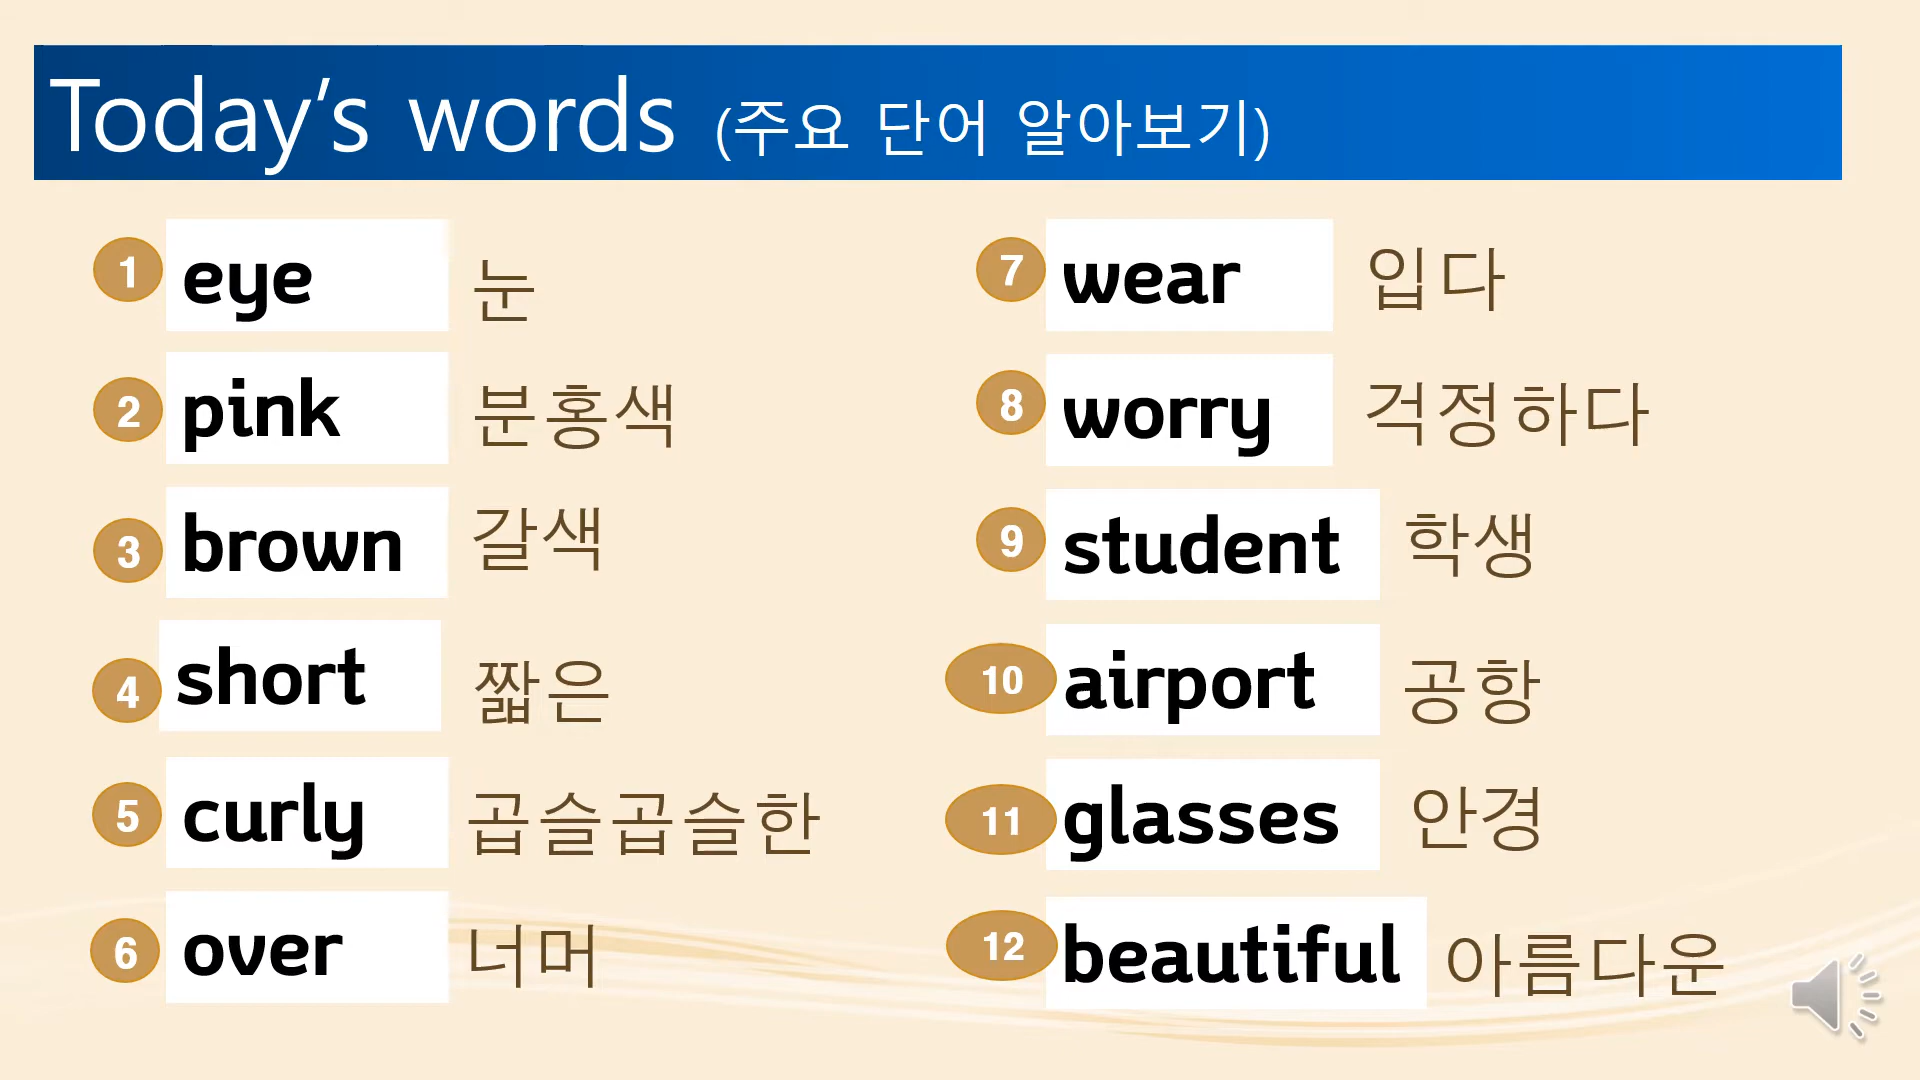 Today's words (주요 단어 알아보기)
1 eye 눈
2 pink 분홍색
3 brown 갈색
4 short 짧은
5 curly 곱슬곱슬한
6 over 너머
7 wear 입다
8 worry 걱정하다
9 student 학생
10 airport 공항
11 glasses 안경
12 beautiful 아름다운